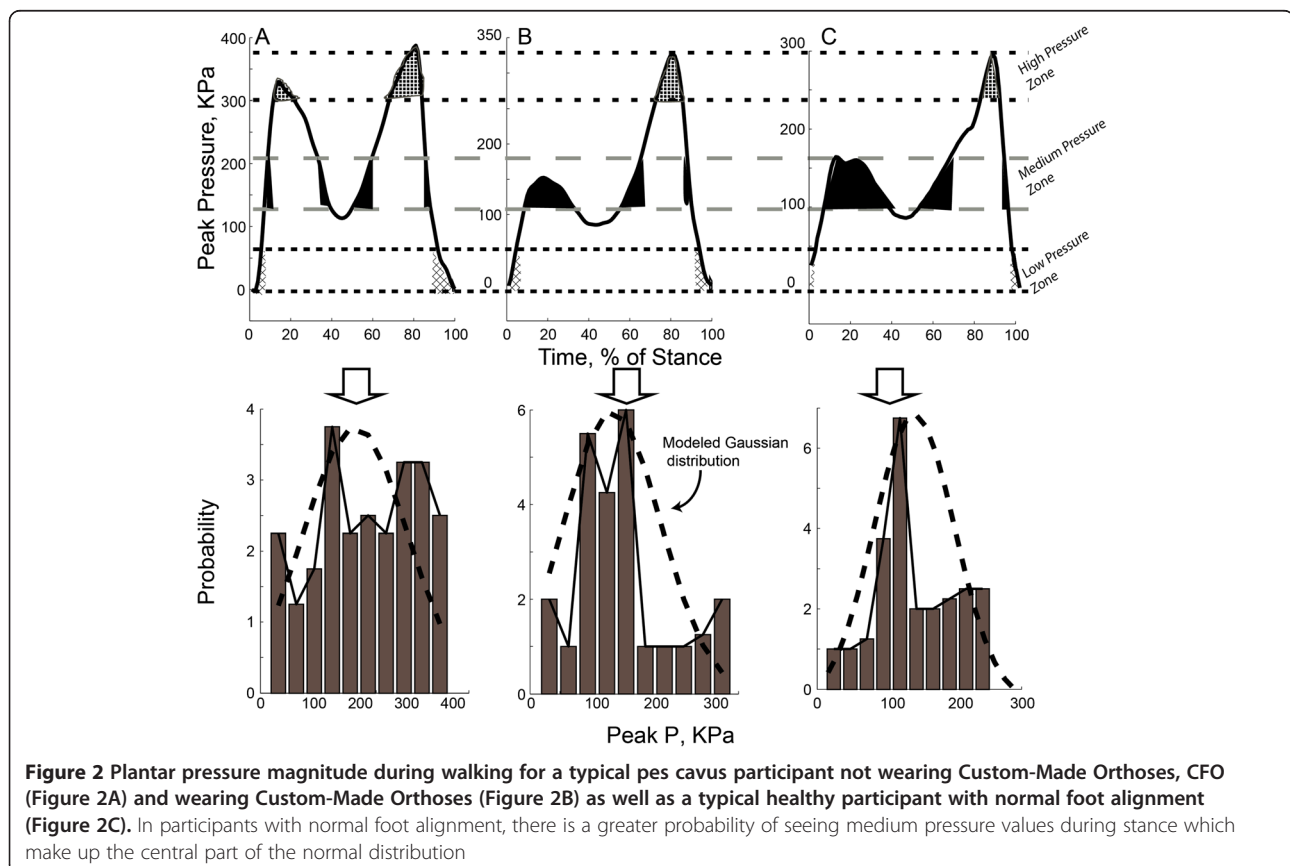 A
B
C
400
300
200
100
0
350
200
100
0
300
200
100
0
High Pressure
Zone
Medium Pressure
Zone
Low Pressure
Zone
Peak Pressure, KPa
0 20 40 60 80 100
0 20 40 60 80 100
0 20 40 60 80 100
Time, % of Stance
4
3
2
1
0
6
4
2
0
6
4
2
0
Probability
Modeled Gaussian
distribution
0 100 200 300 400
0 100 200 300
0 100 200 300
Peak P, KPa
Figure 2 Plantar pressure magnitude during walking for a typical pes cavus participant not wearing Custom-Made Orthoses, CFO
(Figure 2A) and wearing Custom-Made Orthoses (Figure 2B) as well as a typical healthy participant with normal foot alignment
(Figure 2C). In participants with normal foot alignment, there is a greater probability of seeing medium pressure values during stance which
make up the central part of the normal distribution